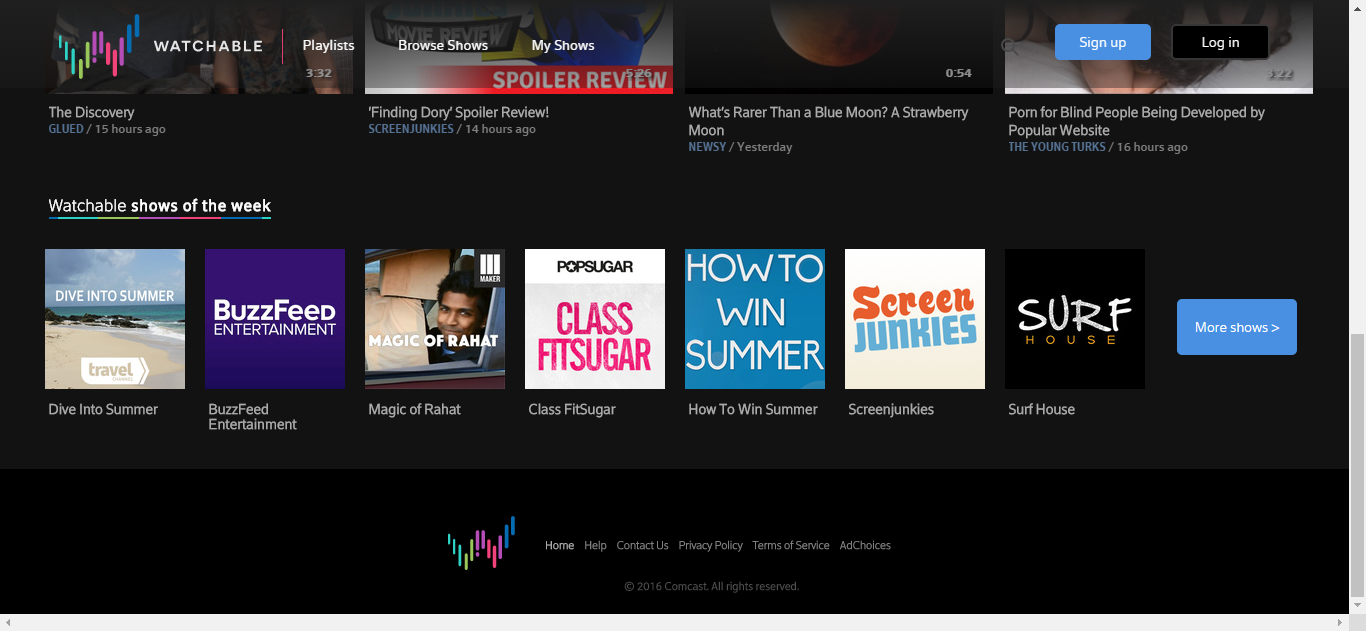 WATCHABLE
Playlists
Browse Shows
My Shows
Sign up
Log in
MOVIE REVIEW
SPOILER REVIEW
3:32
5:26
0:54
3:22
The Discovery
GLUED / 15 hours ago
'Finding Dory' Spoiler Review!
SCREENJUNKIES / 14 hours ago
What's Rarer Than a Blue Moon? A Strawberry
Moon
NEWSY / Yesterday
Porn for Blind People Being Developed by
Popular Website
THE YOUNG TURKS / 16 hours ago
Watchable shows of the week
DIVE INTO SUMMER
travel
CHANNEL
BuzzFeed
ENTERTAINMENT
MAKER
MAGIC OF RAHAT
POPSUGAR
CLASS
FITSUGAR
HOW TO
WIN
SUMMER
Screen
JUNKIES
SURF
HOUSE
More shows >
Dive Into Summer
BuzzFeed
Entertainment
Magic of Rahat
Class FitSugar
How To Win Summer
Screenjunkies
Surf House
Home
Help
Contact Us
Privacy Policy
Terms of Service
AdChoices
© 2016 Comcast. All rights reserved.